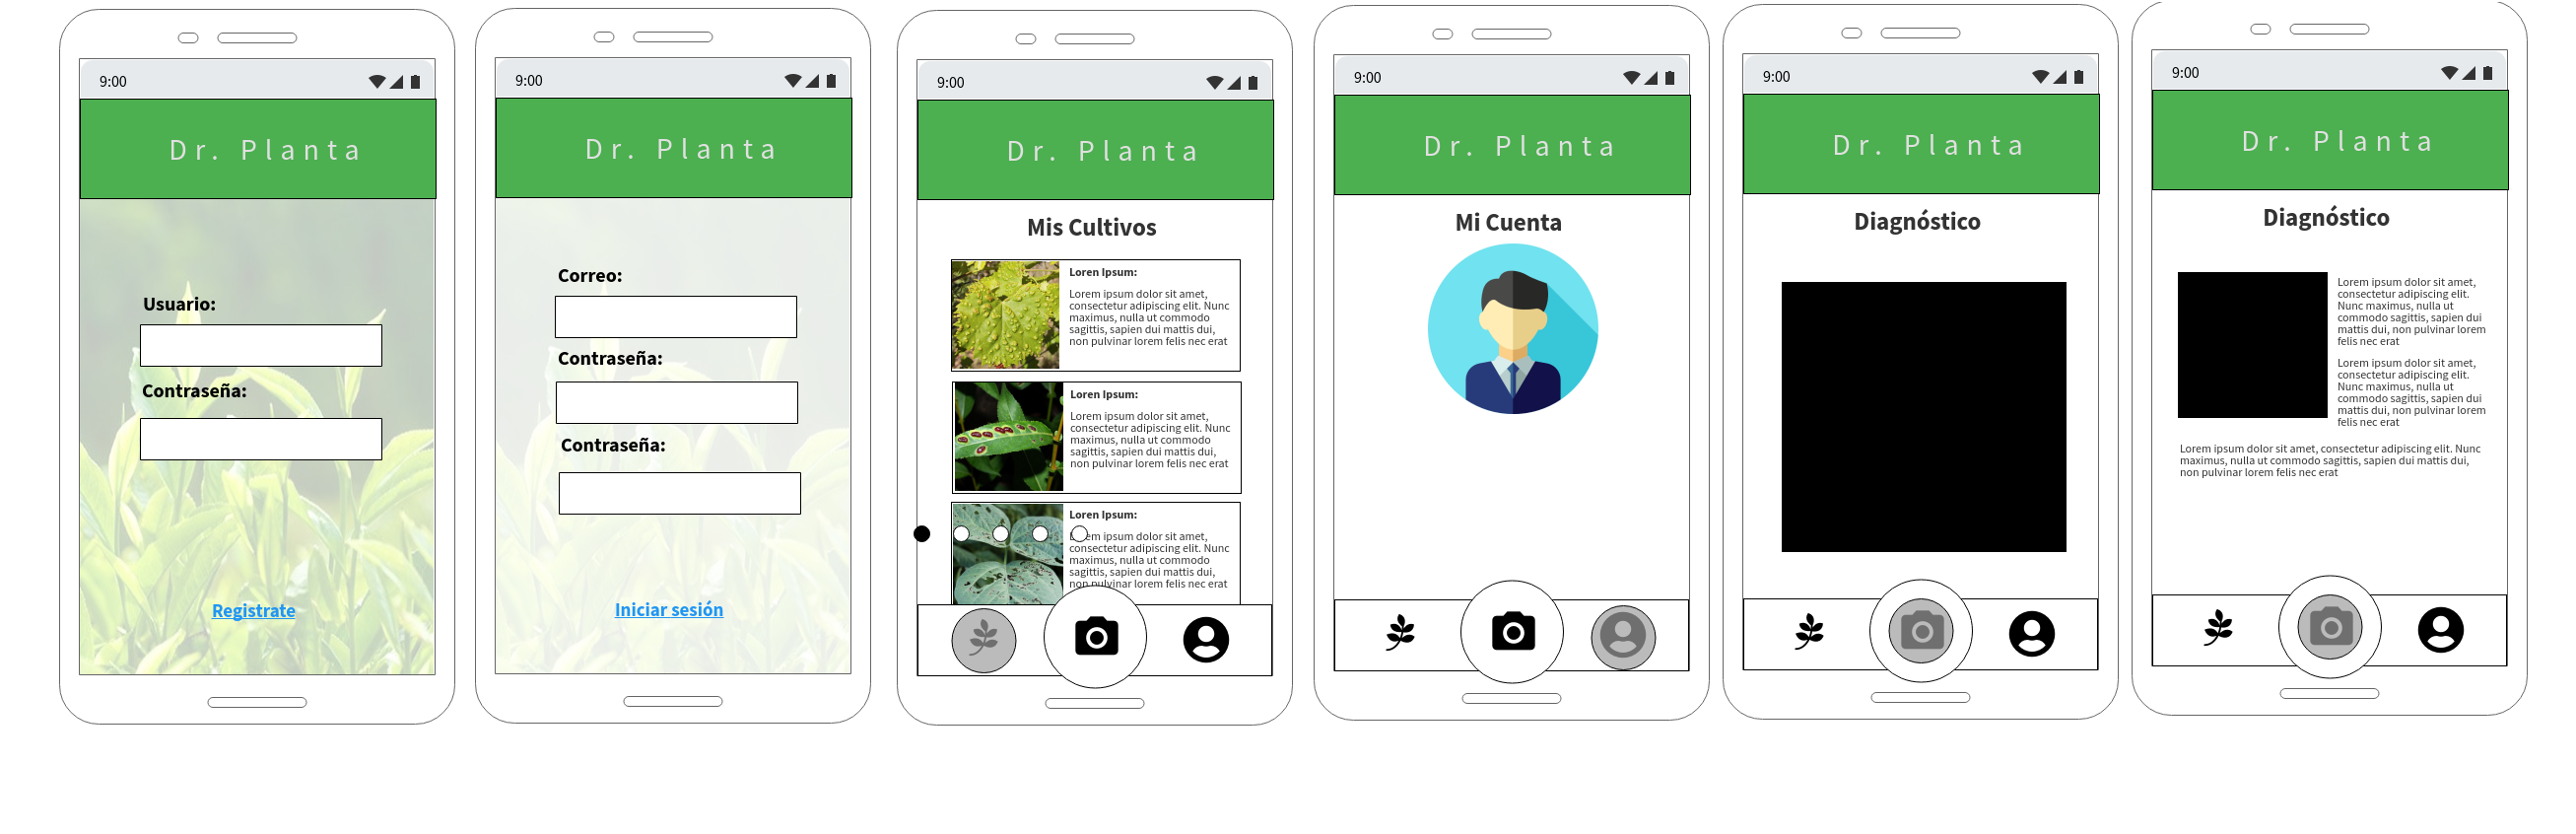 9:00
Dr. Planta
Usuario:
Contraseña:
Registrate
9:00
Dr. Planta
Correo:
Contraseña:
Contraseña:
Iniciar sesión
9:00
Dr. Planta
Mis Cultivos
Loren Ipsum:
Lorem ipsum dolor sit amet,
consectetur adipiscing elit. Nunc
maximus, nulla ut commodo
sagittis, sapien dui mattis dui,
non pulvinar lorem felis nec erat
Loren Ipsum:
Lorem ipsum dolor sit amet,
consectetur adipiscing elit. Nunc
maximus, nulla ut commodo
sagittis, sapien dui mattis dui,
non pulvinar lorem felis nec erat
Loren Ipsum:
Lorem ipsum dolor sit amet,
consectetur adipiscing elit. Nunc
maximus, nulla ut commodo
sagittis, sapien dui mattis dui,
non pulvinar lorem felis nec erat
9:00
Dr. Planta
Mi Cuenta
9:00
Dr. Planta
Diagnóstico
9:00
Dr. Planta
Diagnóstico
Lorem ipsum dolor sit amet,
consectetur adipiscing elit.
Nunc maximus, nulla ut
commodo sagittis, sapien dui
mattis dui, non pulvinar lorem
felis nec erat
Lorem ipsum dolor sit amet,
consectetur adipiscing elit.
Nunc maximus, nulla ut
commodo sagittis, sapien dui
mattis dui, non pulvinar lorem
felis nec erat
Lorem ipsum dolor sit amet, consectetur adipiscing elit. Nunc
maximus, nulla ut commodo sagittis, sapien dui mattis dui,
non pulvinar lorem felis nec erat